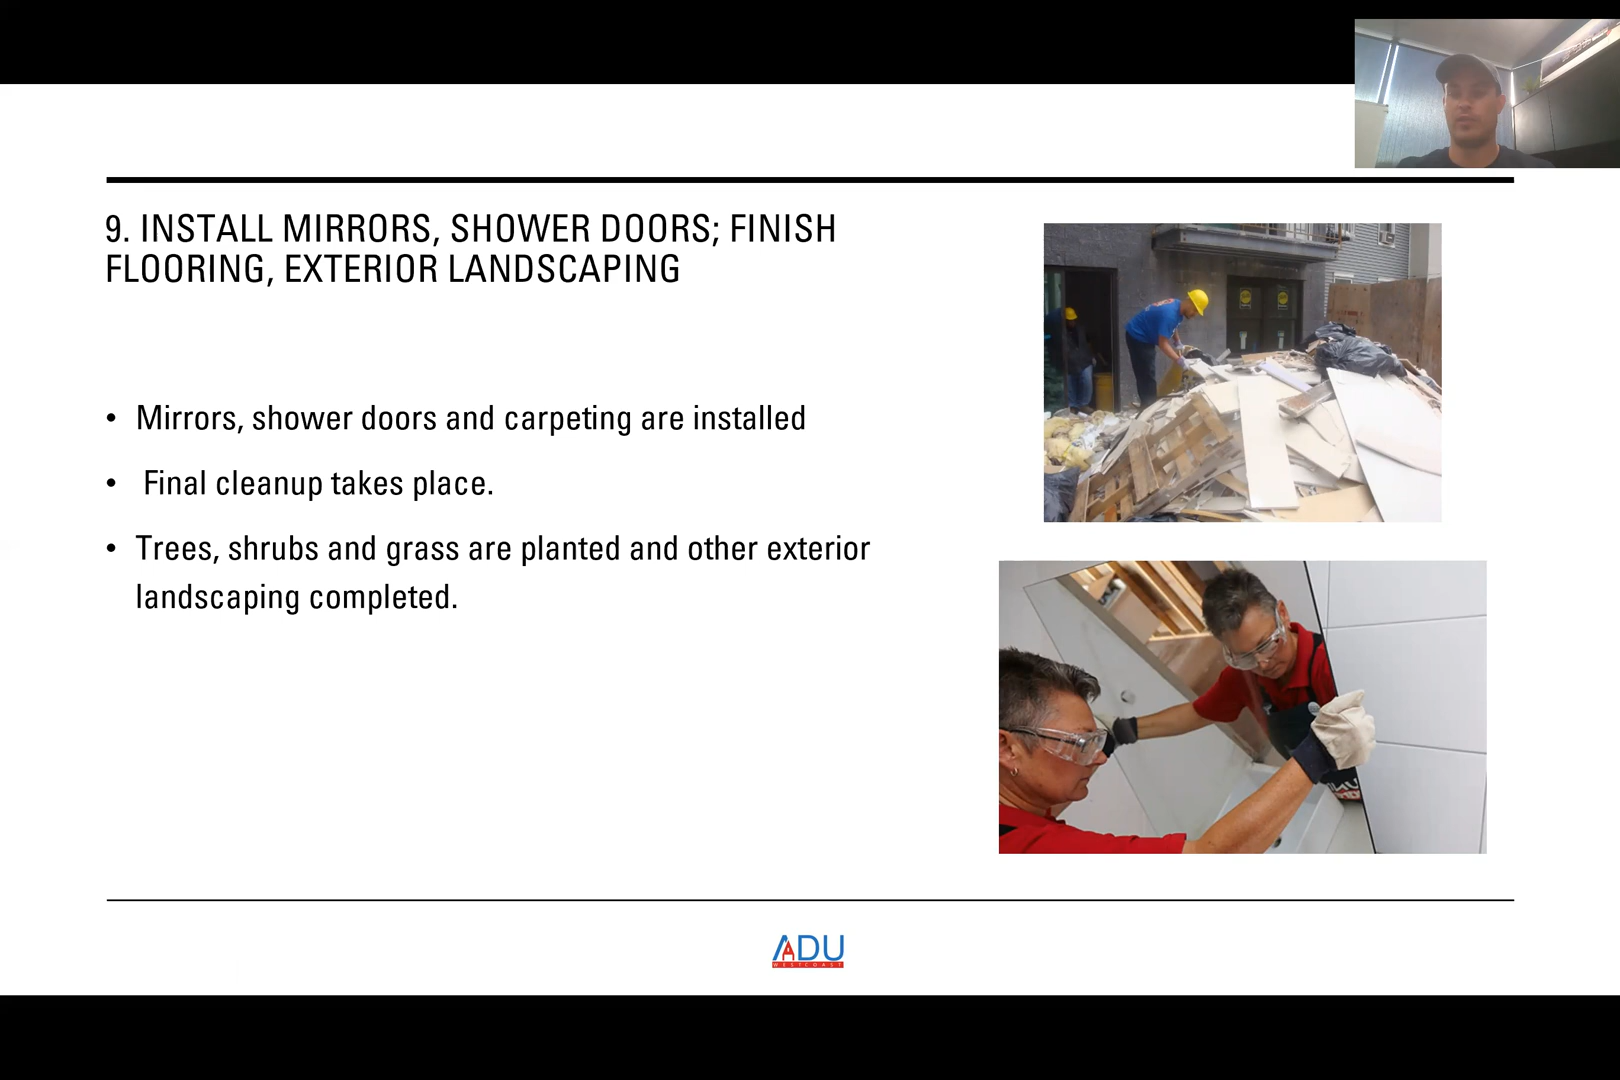 9. INSTALL MIRRORS, SHOWER DOORS; FINISH
FLOORING, EXTERIOR LANDSCAPING
• Mirrors, shower doors and carpeting are installed
• Final cleanup takes place.
• Trees, shrubs and grass are planted and other exterior
landscaping completed.
ADU
WESTCOAST